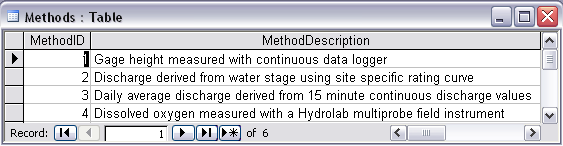 Methods : Table
MethodID MethodDescription
1 Gage height measured with continuous data logger
2 Discharge derived from water stage using site specific rating curve
3 Daily average discharge derived from 15 minute continuous discharge values
4 Dissolved oxygen measured with a Hydrolab multiprobe field instrument
Record: 1 of 6